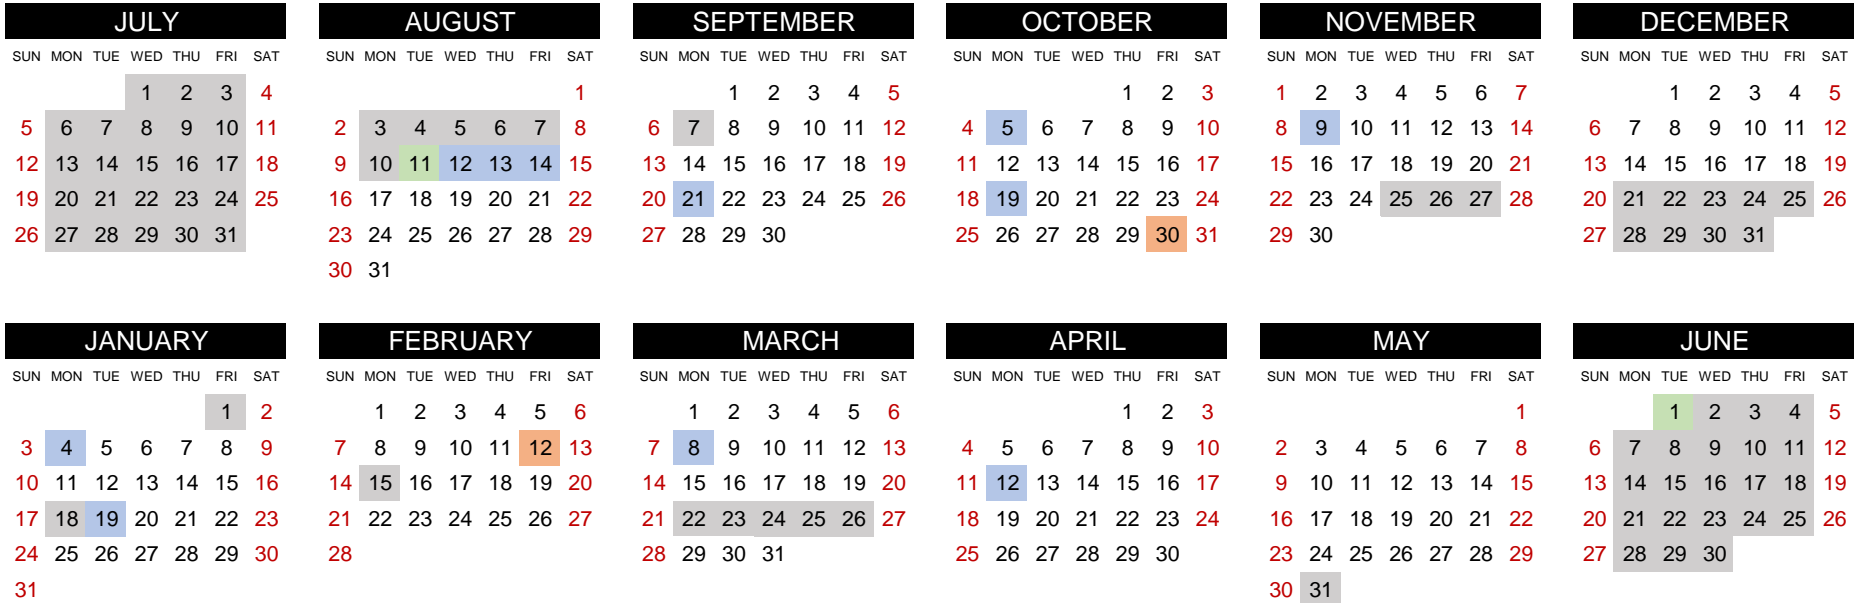 JULY AUGUST SEPTEMBER OCTOBER NOVEMBER DECEMBER
SUN MON TUE WED THU FRI SAT SUN MON TUE WED THU FRI SAT SUN MON TUE WED THU FRI SAT SUN MON TUE WED THU FRI SAT SUN MON TUE WED THU FRI SAT SUN MON TUE WED THU FRI SAT
1 2 3 4 1 1 2 3 4 5 1 2 3 1 2 3 4 5 6 7 1 2 3 4 5
5 6 7 8 9 10 11 2 3 4 5 6 7 8 6 7 8 9 10 11 12 4 5 6 7 8 9 10 8 9 10 11 12 13 14 6 7 8 9 10 11 12
12 13 14 15 16 17 18 9 10 11 12 13 14 15 13 14 15 16 17 18 19 11 12 13 14 15 16 17 15 16 17 18 19 20 21 13 14 15 16 17 18 19
19 20 21 22 23 24 25 16 17 18 19 20 21 22 20 21 22 23 24 25 26 18 19 20 21 22 23 24 22 23 24 25 26 27 28 20 21 22 23 24 25 26
26 27 28 29 30 31 23 24 25 26 27 28 29 27 28 29 30 25 26 27 28 29 30 31 29 30 27 28 29 30 31
30 31
JANUARY FEBRUARY MARCH APRIL MAY JUNE
SUN MON TUE WED THU FRI SAT SUN MON TUE WED THU FRI SAT SUN MON TUE WED THU FRI SAT SUN MON TUE WED THU FRI SAT SUN MON TUE WED THU FRI SAT SUN MON TUE WED THU FRI SAT
1 2 1 2 3 4 5 6 1 2 3 4 5 6 1 2 3 1 1 2 3 4 5
3 4 5 6 7 8 9 7 8 9 10 11 12 13 7 8 9 10 11 12 13 4 5 6 7 8 9 10 2 3 4 5 6 7 8 6 7 8 9 10 11 12
10 11 12 13 14 15 16 14 15 16 17 18 19 20 14 15 16 17 18 19 20 11 12 13 14 15 16 17 9 10 11 12 13 14 15 13 14 15 16 17 18 19
17 18 19 20 21 22 23 21 22 23 24 25 26 27 21 22 23 24 25 26 27 18 19 20 21 22 23 24 16 17 18 19 20 21 22 20 21 22 23 24 25 26
24 25 26 27 28 29 30 28 28 29 30 31 25 26 27 28 29 30 23 24 25 26 27 28 29 27 28 29 30
31 30 31